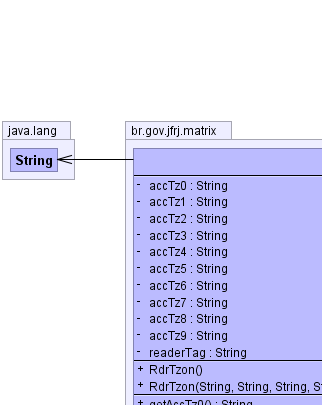 java.lang
br.gov.jfrj.matrix
String
- accTz0 : String
- accTz1 : String
- accTz2 : String
- accTz3 : String
- accTz4 : String
- accTz5 : String
- accTz6 : String
- accTz7 : String
- accTz8 : String
- accTz9 : String
- readerTag : String
+ RdrTzon()
+ RdrTzon(String, String, String, St
+ getAccTz0() : String